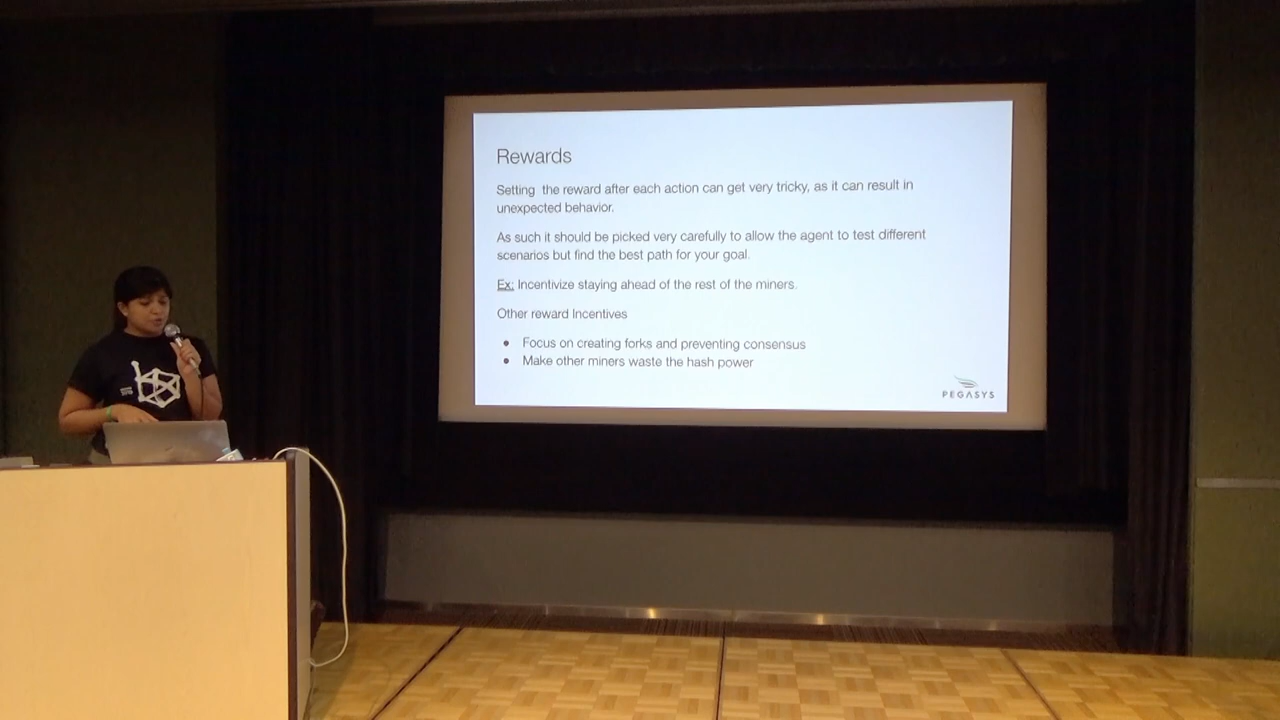 Rewards
Setting the reward after each action can get very tricky, as it can result in
unexpected behavior.
As such it should be picked very carefully to allow the agent to test different
scenarios but find the best path for your goal.
Ex: Incentivize staying ahead of the rest of the miners.
Other reward Incentives
● Focus on creating forks and preventing consensus
● Make other miners waste the hash power
PEGASYS